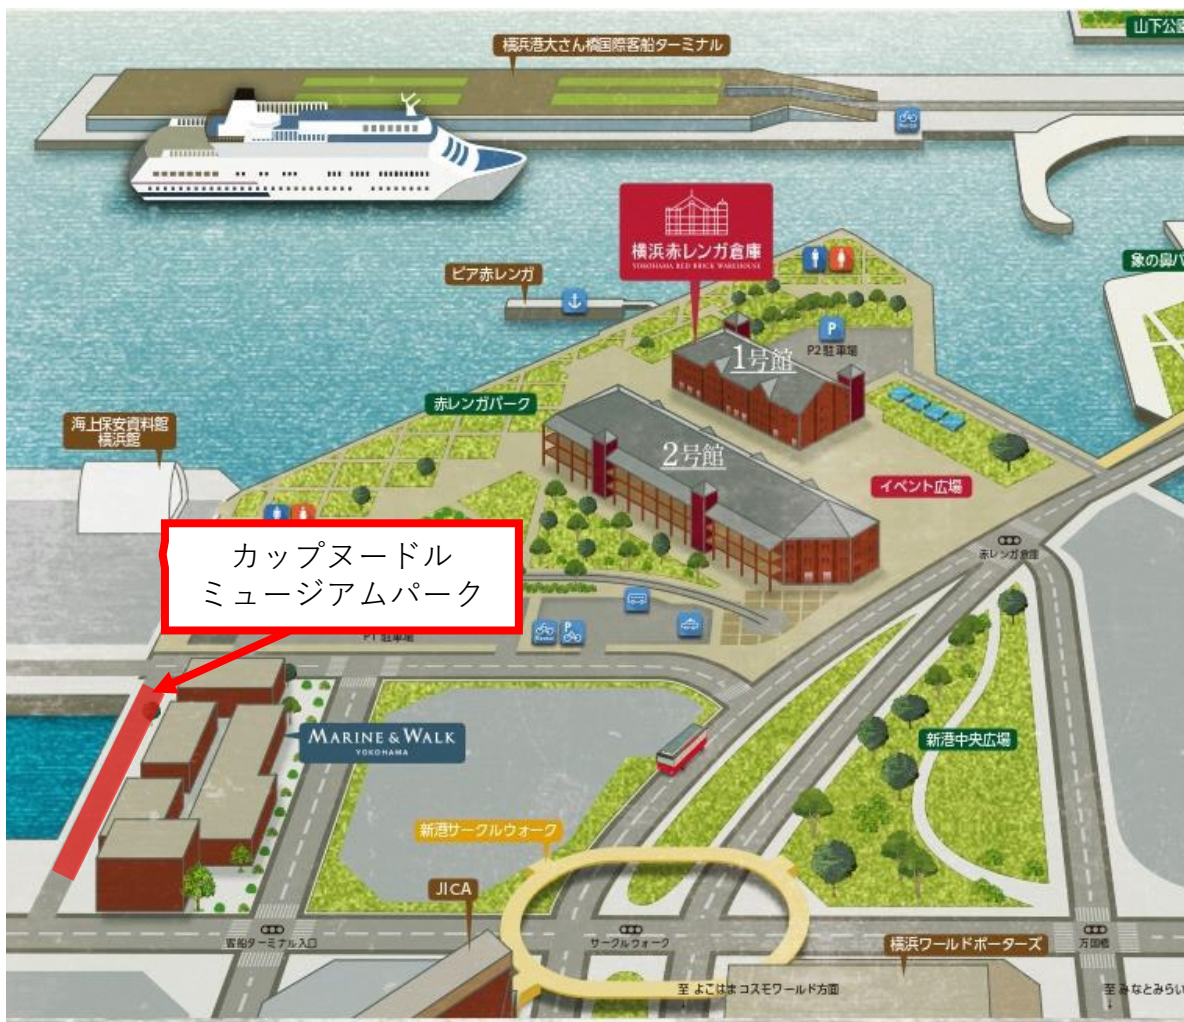 山下公園
横浜港大さん橋国際客船ターミナル
横浜赤レンガ倉庫
YOKOHAMA RED BRICK WAREHOUSE
象の鼻パ
ピア赤レンガ
P
P2駐車場
1号館
赤レンガパーク
海上保安資料館
横浜館
2号館
イベント広場
カップヌードル
ミュージアムパーク
赤レンガ倉庫
P
P1駐車場
MARINE & WALK
YOKOHAMA
新港中央広場
新港サークルウォーク
JICA
客船ターミナル入口
サークルウォーク
横浜ワールドポーターズ
万国橋
至 よこはまコスモワールド方面
至 みなとみらい